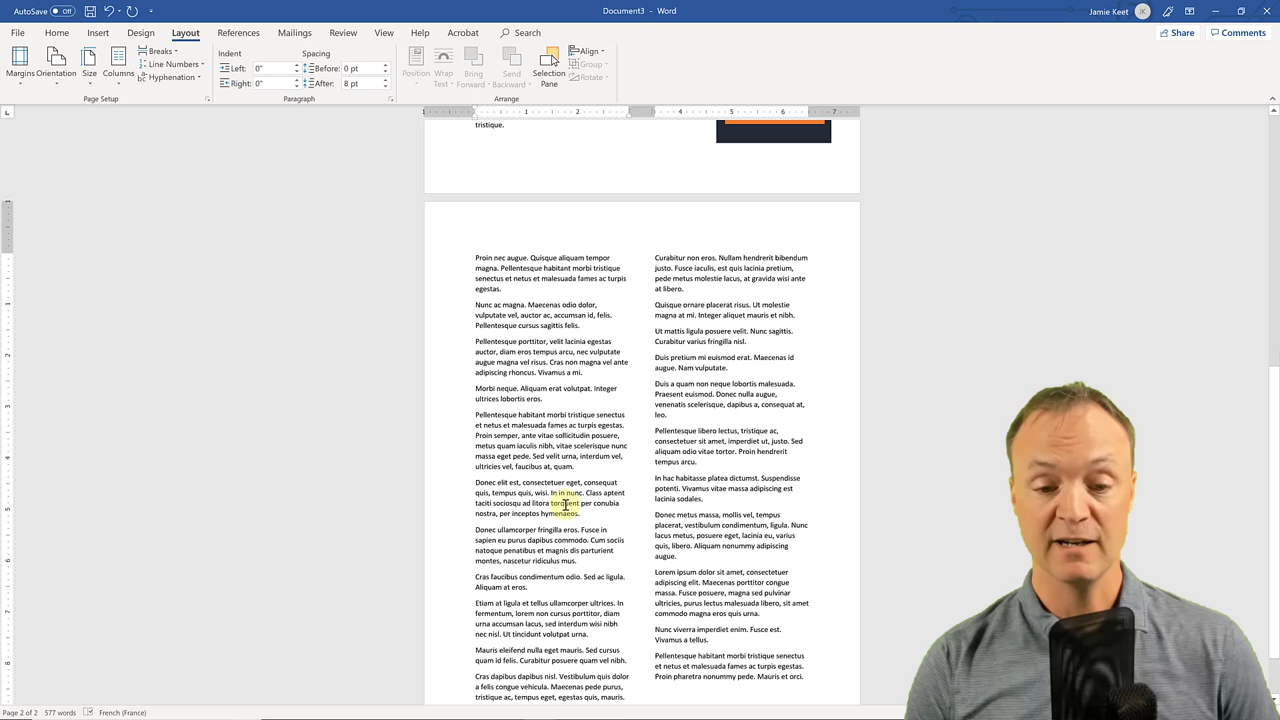 AutoSave Off
Document3 - Word
Jamie Keet JK
File Home Insert Design Layout References Mailings Review View Help Acrobat Search
Share Comments
Margins Orientation Size Columns
Breaks
Line Numbers
Hyphenation
Page Setup
Indent
Left: 0"
Right: 0"
Spacing
Before: 0 pt
After: 8 pt
Paragraph
Position
Wrap Text
Bring Forward
Send Backward
Selection Pane
Align
Group
Rotate
Arrange
1 1 2 4 5 6 7
tristique.
Proin nec augue. Quisque aliquam tempor
magna. Pellentesque habitant morbi tristique
senectus et netus et malesuada fames ac turpis
egestas.
Nunc ac magna. Maecenas odio dolor,
vulputate vel, auctor ac, accumsan id, felis.
Pellentesque cursus sagittis felis.
Pellentesque porttitor, velit lacinia egestas
auctor, diam eros tempus arcu, nec vulputate
augue magna vel risus. Cras non magna vel ante
adipiscing rhoncus. Vivamus a mi.
Morbi neque. Aliquam erat volutpat. Integer
ultrices lobortis eros.
Pellentesque habitant morbi tristique senectus
et netus et malesuada fames ac turpis egestas.
Proin semper, ante vitae sollicitudin posuere,
metus quam iaculis nibh, vitae scelerisque nunc
massa eget pede. Sed velit urna, interdum vel,
ultricies vel, faucibus at, quam.
Donec elit est, consectetuer eget, consequat
quis, tempus quis, wisi. In in nunc. Class aptent
taciti sociosqu ad litora torquent per conubia
nostra, per inceptos hymenaeos.
Donec ullamcorper fringilla eros. Fusce in
sapien eu purus dapibus commodo. Cum sociis
natoque penatibus et magnis dis parturient
montes, nascetur ridiculus mus.
Cras faucibus condimentum odio. Sed ac ligula.
Aliquam at eros.
Etiam at ligula et tellus ullamcorper ultrices. In
fermentum, lorem non cursus porttitor, diam
urna accumsan lacus, sed interdum wisi nibh
nec nisl. Ut tincidunt volutpat urna.
Mauris eleifend nulla eget mauris. Sed cursus
quam id felis. Curabitur posuere quam vel nibh.
Cras dapibus dapibus nisl. Vestibulum quis dolor
a felis congue vehicula. Maecenas pede purus,
tristique ac, tempus eget, egestas quis, mauris.
Curabitur non eros. Nullam hendrerit bibendum
justo. Fusce iaculis, est quis lacinia pretium,
pede metus molestie lacus, at gravida wisi ante
at libero.
Quisque ornare placerat risus. Ut molestie
magna at mi. Integer aliquet mauris et nibh.
Ut mattis ligula posuere velit. Nunc sagittis.
Curabitur varius fringilla nisl.
Duis pretium mi euismod erat. Maecenas id
augue. Nam vulputate.
Duis a quam non neque lobortis malesuada.
Praesent euismod. Donec nulla augue,
venenatis scelerisque, dapibus a, consequat at,
leo.
Pellentesque libero lectus, tristique ac,
consectetuer sit amet, imperdiet ut, justo. Sed
aliquam odio vitae tortor. Proin hendrerit
tempus arcu.
In hac habitasse platea dictumst. Suspendisse
potenti. Vivamus vitae massa adipiscing est
lacinia sodales.
Donec metus massa, mollis vel, tempus
placerat, vestibulum condimentum, ligula. Nunc
lacus metus, posuere eget, lacinia eu, varius
quis, libero. Aliquam nonummy adipiscing
augue.
Lorem ipsum dolor sit amet, consectetuer
adipiscing elit. Maecenas porttitor congue
massa. Fusce posuere, magna sed pulvinar
ultricies, purus lectus malesuada libero, sit amet
commodo magna eros quis urna.
Nunc viverra imperdiet enim. Fusce est.
Vivamus a tellus.
Pellentesque habitant morbi tristique senectus
et netus et malesuada fames ac turpis egestas.
Proin pharetra nonummy pede. Mauris et orci.
1
1
2
3
4
5
6
7
8
Page 2 of 2 577 words French (France)